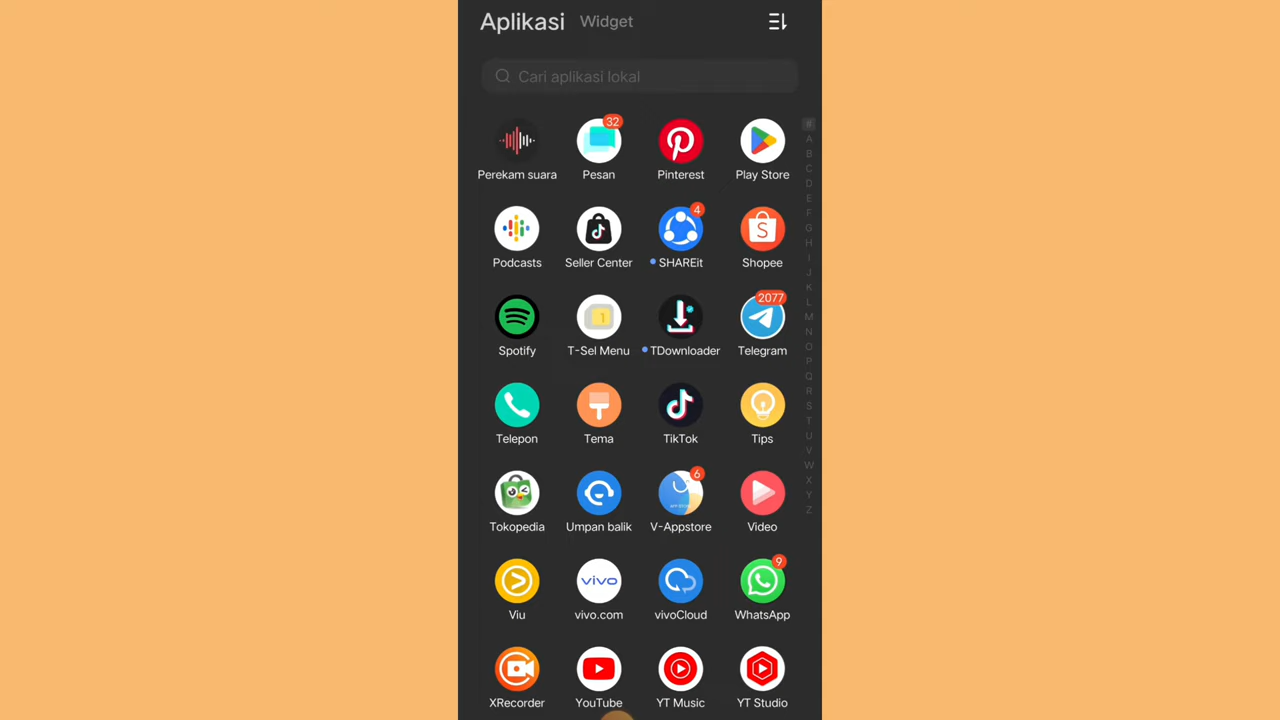 Aplikasi Widget
Cari aplikasi lokal
32
Perekam suara Pesan Pinterest Play Store
4
Podcasts Seller Center SHAREit Shopee
2077
Spotify T-Sel Menu TDownloader Telegram
Telepon Tema TikTok Tips
6
Tokopedia Umpan balik V-Appstore Video
9
vivo
Viu vivo.com vivoCloud WhatsApp
XRecorder YouTube YT Music YT Studio
#
A
B
C
D
E
F
G
H
I
J
K
L
M
N
O
P
Q
R
S
T
U
V
W
X
Y
Z